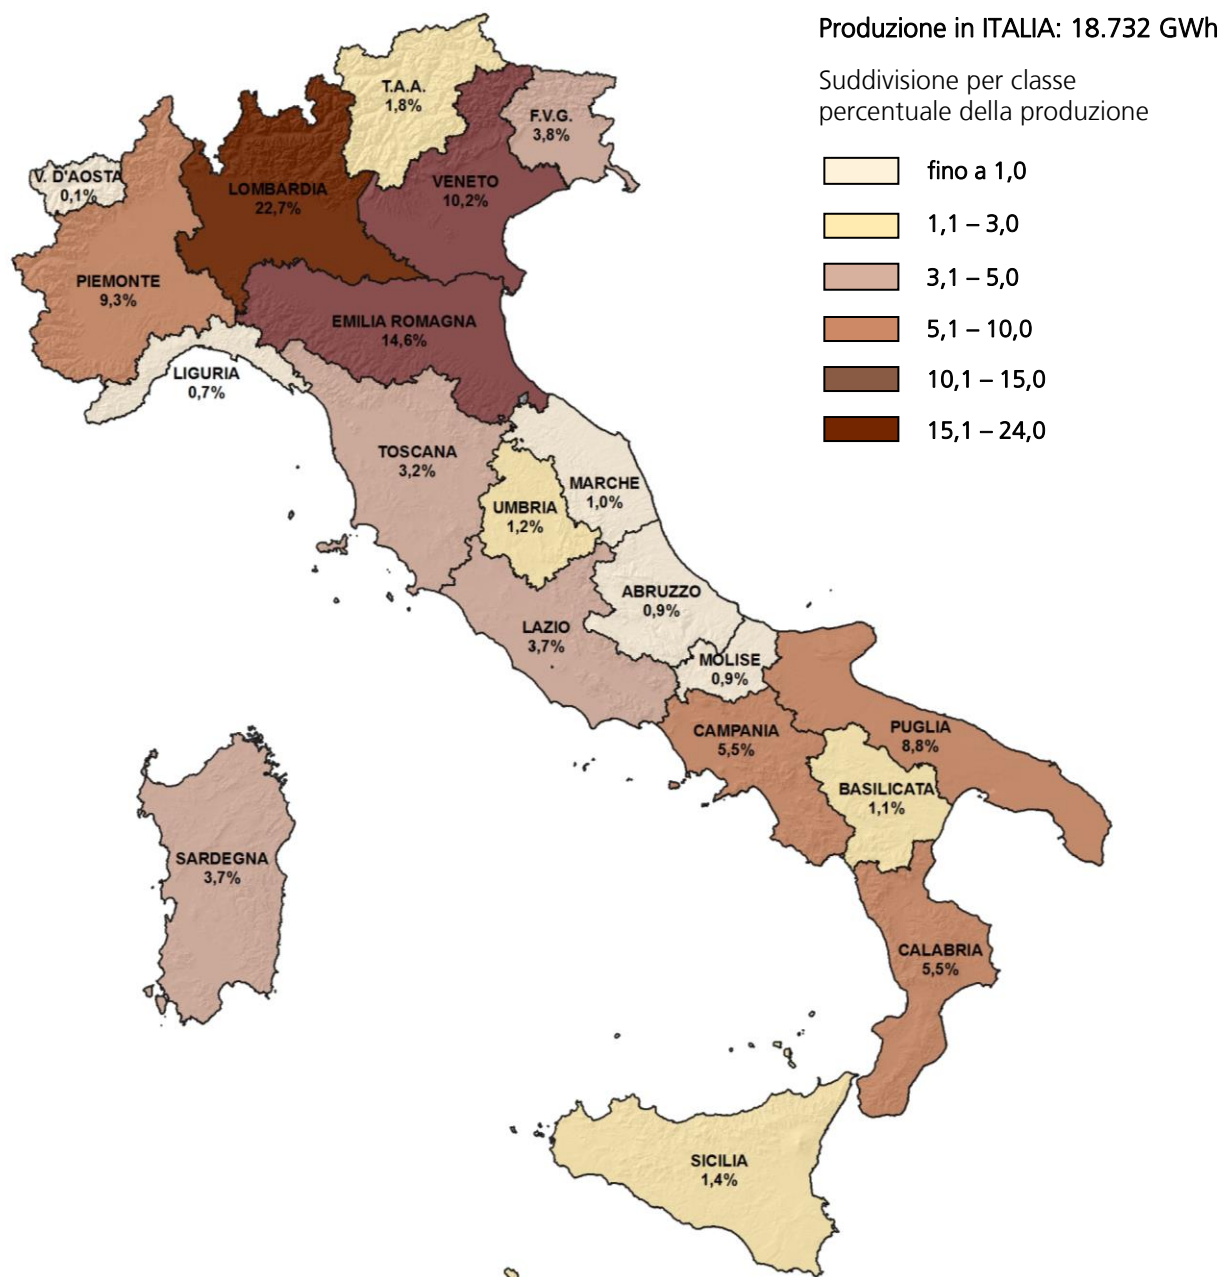 Produzione in ITALIA: 18.732 GWh
Suddivisione per classe
percentuale della produzione
fino a 1,0
1,1 – 3,0
3,1 – 5,0
5,1 – 10,0
10,1 – 15,0
15,1 – 24,0
T.A.A.
1,8%
F.V.G.
3,8%
V. D'AOSTA
0,1%
LOMBARDIA
22,7%
VENETO
10,2%
PIEMONTE
9,3%
EMILIA ROMAGNA
14,6%
LIGURIA
0,7%
TOSCANA
3,2%
MARCHE
1,0%
UMBRIA
1,2%
ABRUZZO
0,9%
LAZIO
3,7%
MOLISE
0,9%
CAMPANIA
5,5%
PUGLIA
8,8%
BASILICATA
1,1%
SARDEGNA
3,7%
CALABRIA
5,5%
SICILIA
1,4%